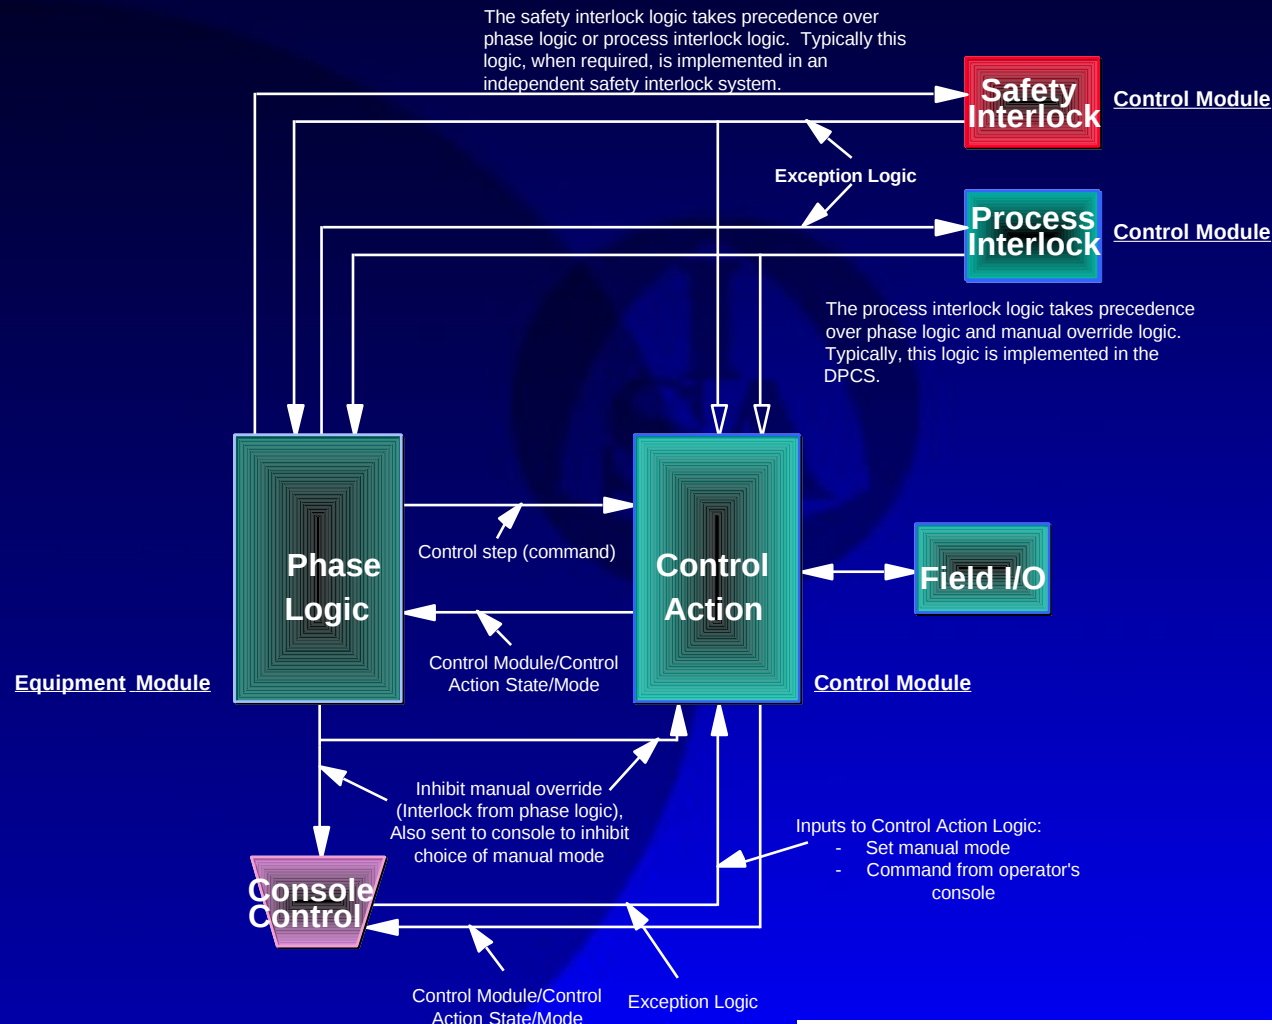 The safety interlock logic takes precedence over
phase logic or process interlock logic.  Typically this
logic, when required, is implemented in an
independent safety interlock system.
Safety
Interlock
Control Module
Exception Logic
Process
Interlock
Control Module
The process interlock logic takes precedence
over phase logic and manual override logic.
Typically, this logic is implemented in the
DPCS.
Phase
Logic
Control step (command)
Control
Action
Field I/O
Control Module/Control
Action State/Mode
Equipment Module
Control Module
Inhibit manual override
(Interlock from phase logic),
Also sent to console to inhibit
choice of manual mode
Inputs to Control Action Logic:
- Set manual mode
- Command from operator's
console
Console
Control
Control Module/Control
Action State/Mode
Exception Logic